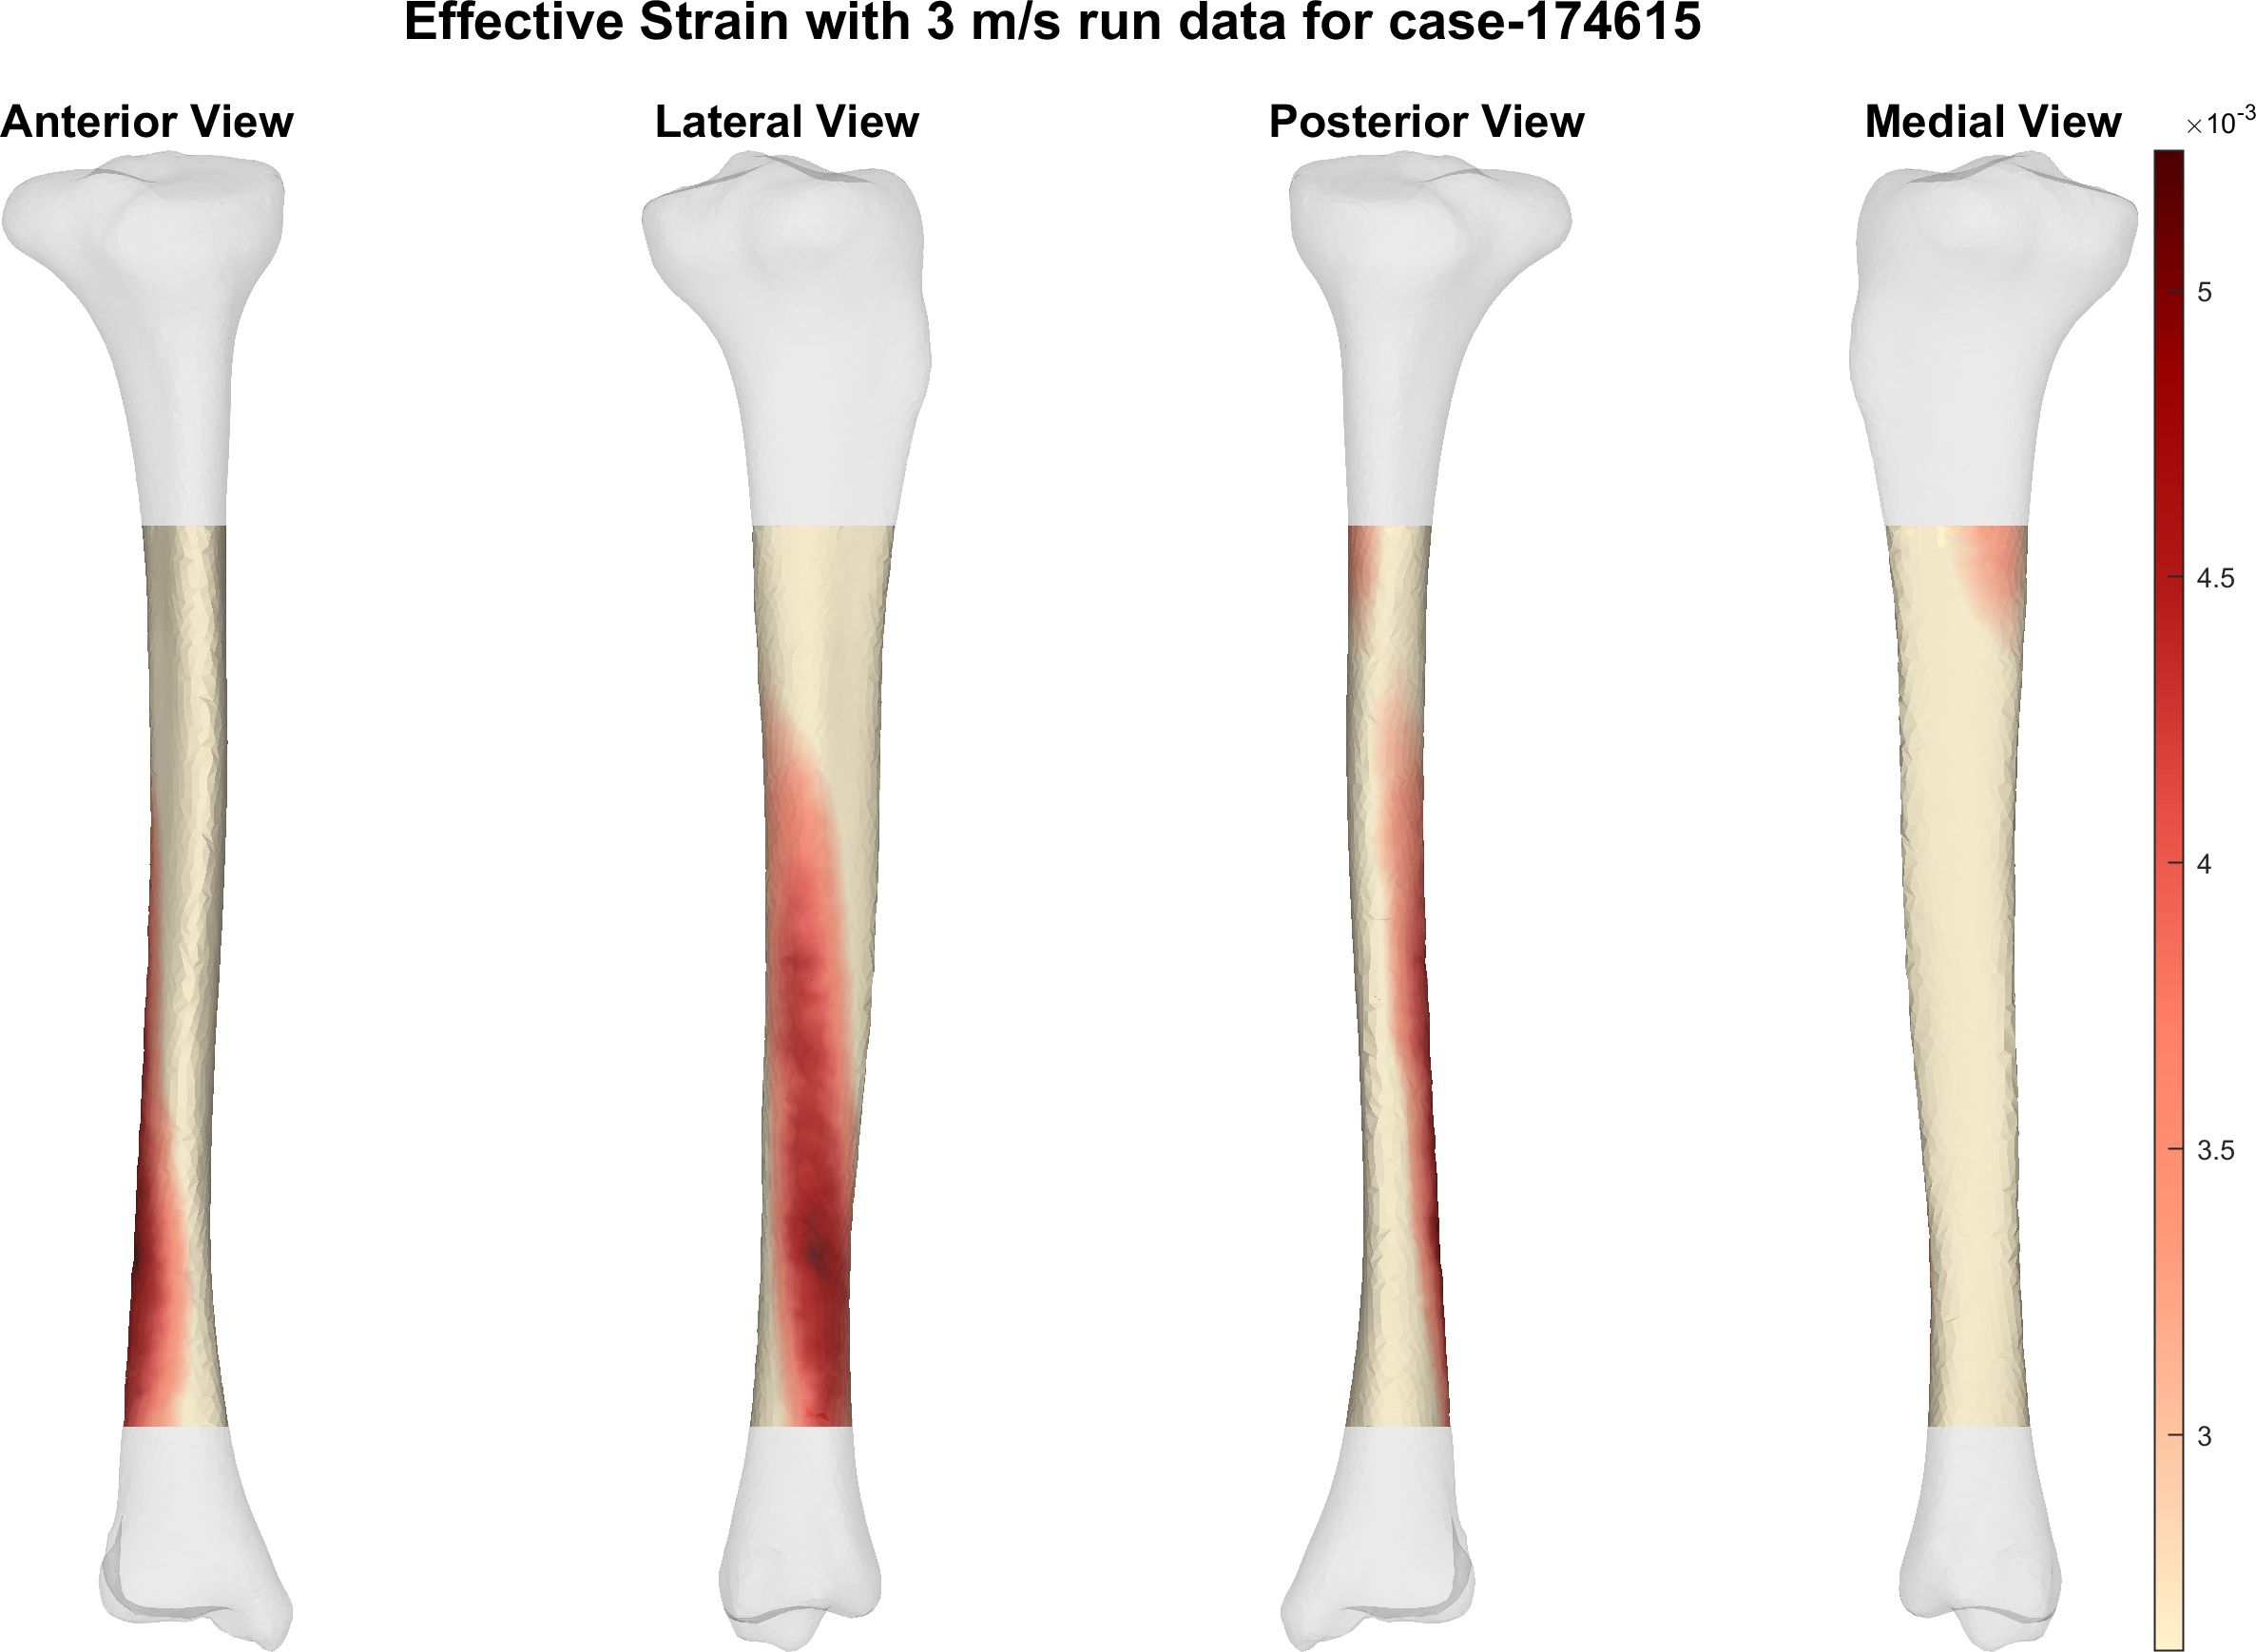 Effective Strain with 3 m/s run data for case-174615
Anterior View
Lateral View
Posterior View
Medial View
×10-3
5
4.5
4
3.5
3